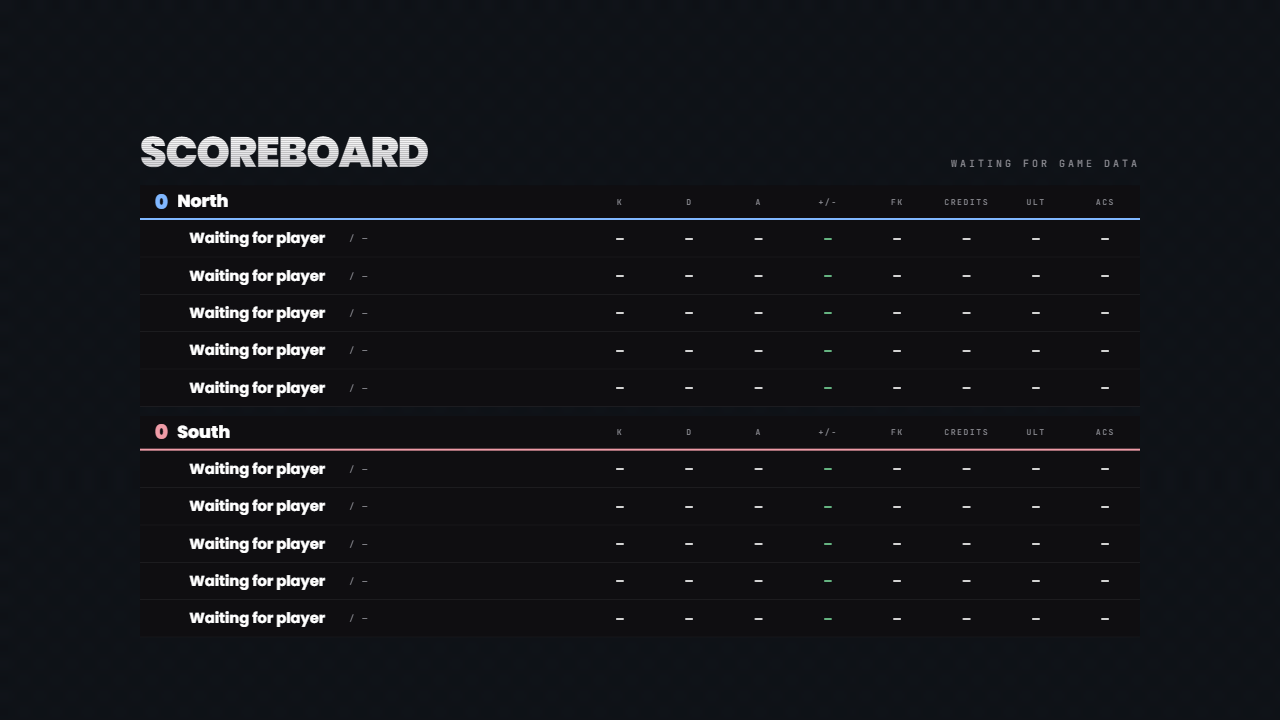 SCOREBOARD
WAITING FOR GAME DATA
0 North K D A +/- FK CREDITS ULT ACS
Waiting for player / – – – – – – – – –
Waiting for player / – – – – – – – – –
Waiting for player / – – – – – – – – –
Waiting for player / – – – – – – – – –
Waiting for player / – – – – – – – – –
0 South K D A +/- FK CREDITS ULT ACS
Waiting for player / – – – – – – – – –
Waiting for player / – – – – – – – – –
Waiting for player / – – – – – – – – –
Waiting for player / – – – – – – – – –
Waiting for player / – – – – – – – – –